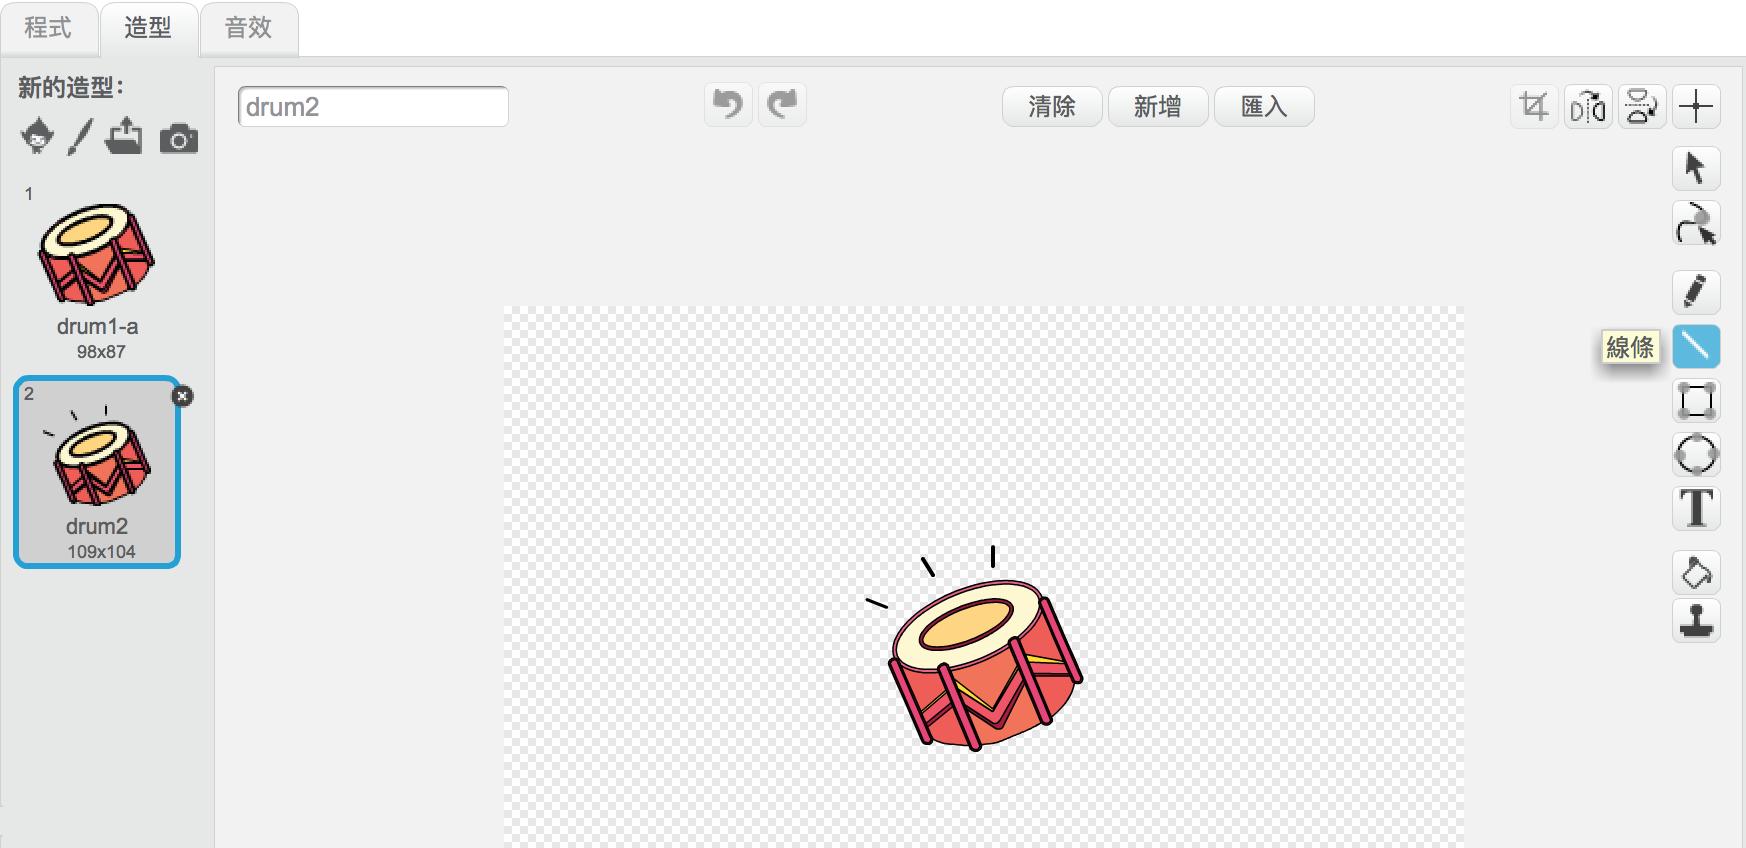 程式 造型 音效
新的造型：
drum2
清除 新增 匯入
1
drum1-a
98x87
2
drum2
109x104
線條
T